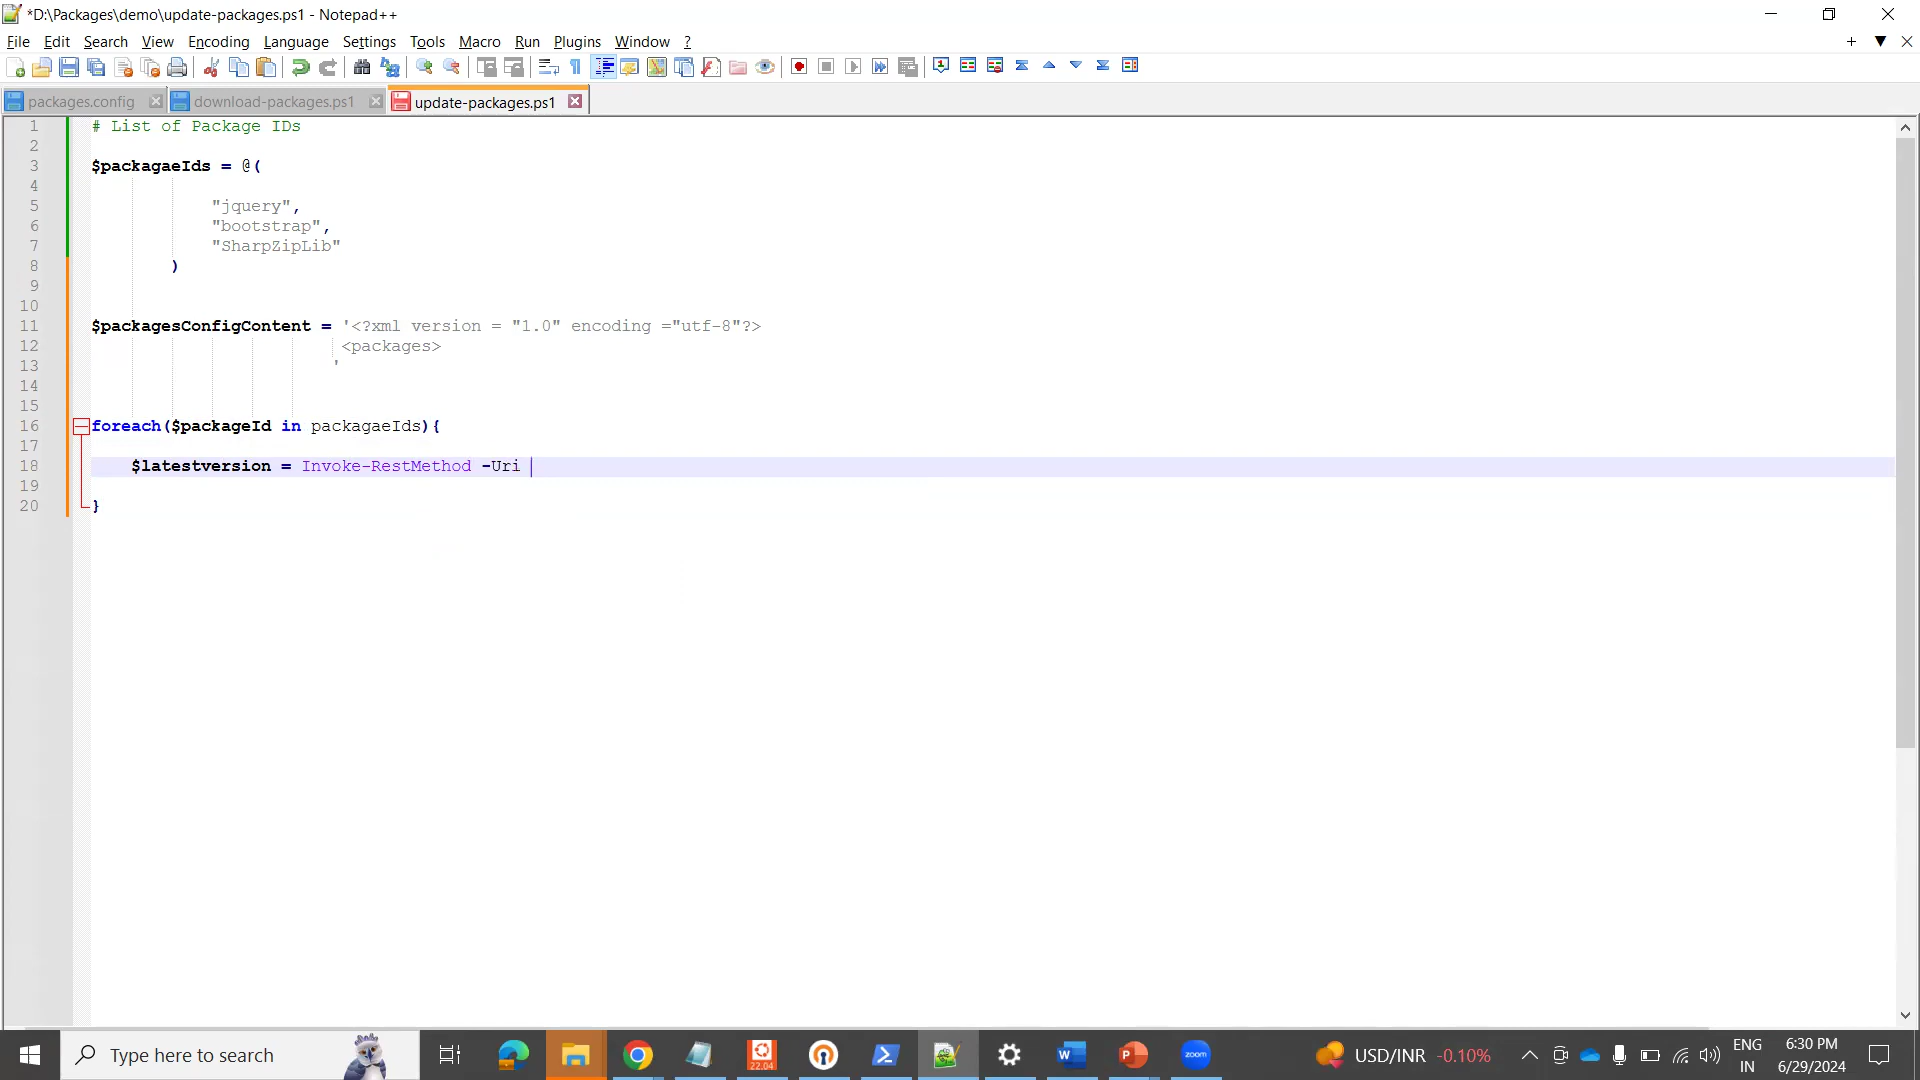 *D:\Packages\demo\update-packages.ps1 - Notepad++
File Edit Search View Encoding Language Settings Tools Macro Run Plugins Window ?
packages.config download-packages.ps1 update-packages.ps1
1 # List of Package IDs
2
3 $packagaeIds = @(
4
5 "jquery",
6 "bootstrap",
7 "SharpZipLib"
8 )
9
10
11 $packagesConfigContent = '<?xml version = "1.0" encoding ="utf-8"?>
12 <packages>
13 '
14
15
16 foreach($packageId in packagaeIds){
17
18 $latestversion = Invoke-RestMethod -Uri
19
20 }
Type here to search
22.04
zoom
USD/INR -0.10%
ENG
IN
6:30 PM
6/29/2024